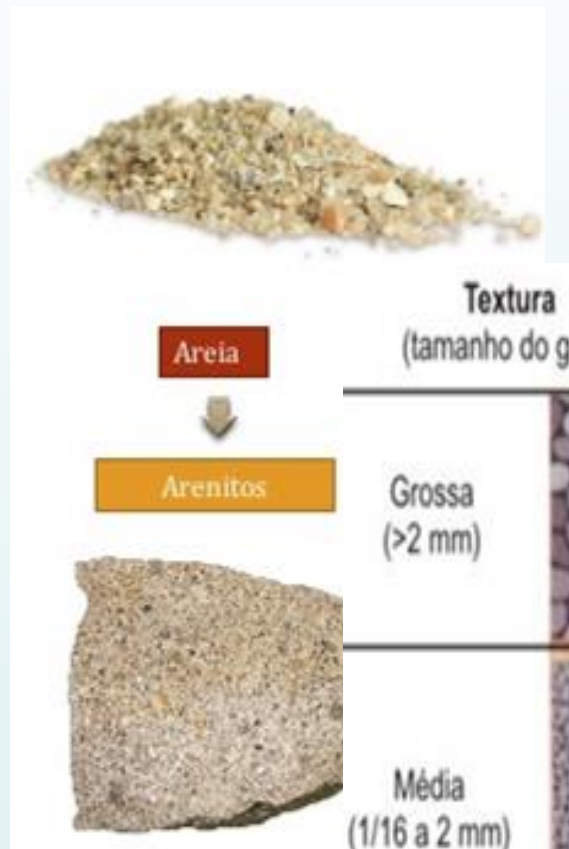 Textura
(tamanho do g
Areia
Arenitos
Grossa
(>2 mm)
Média
(1/16 a 2 mm)